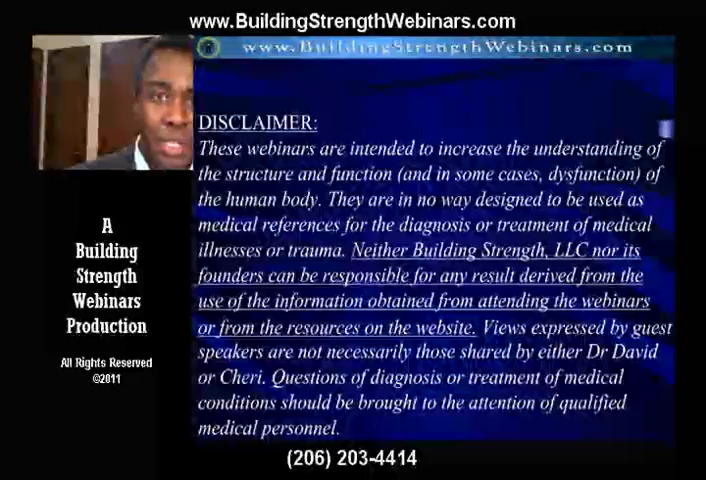 www.BuildingStrengthWebinars.com
www.BuildingStrengthWebinars.com
DISCLAIMER:
These webinars are intended to increase the understanding of
the structure and function (and in some cases, dysfunction) of
the human body. They are in no way designed to be used as
medical references for the diagnosis or treatment of medical
illnesses or trauma. Neither Building Strength, LLC nor its
founders can be responsible for any result derived from the
use of the information obtained from attending the webinars
or from the resources on the website. Views expressed by guest
speakers are not necessarily those shared by either Dr David
or Cheri. Questions of diagnosis or treatment of medical
conditions should be brought to the attention of qualified
medical personnel.
A
Building
Strength
Webinars
Production
All Rights Reserved
©2011
(206) 203-4414